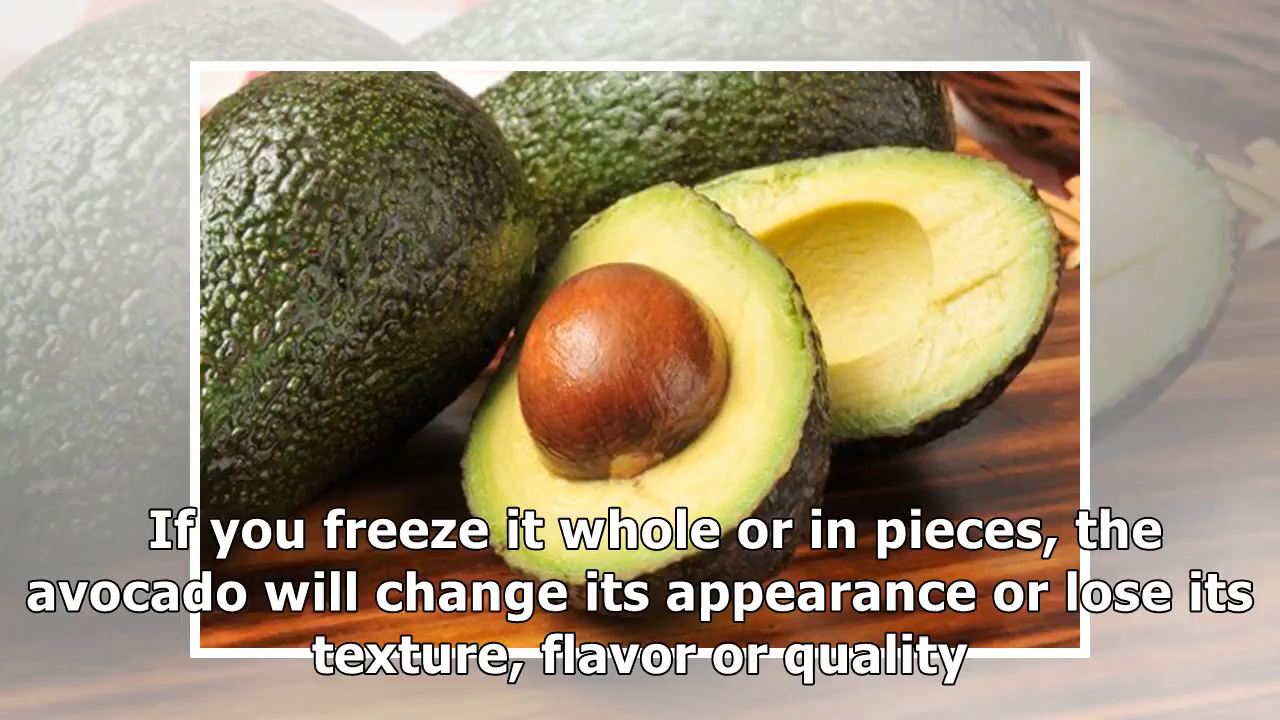 If you freeze it whole or in pieces, the
avocado will change its appearance or lose its
texture, flavor or quality